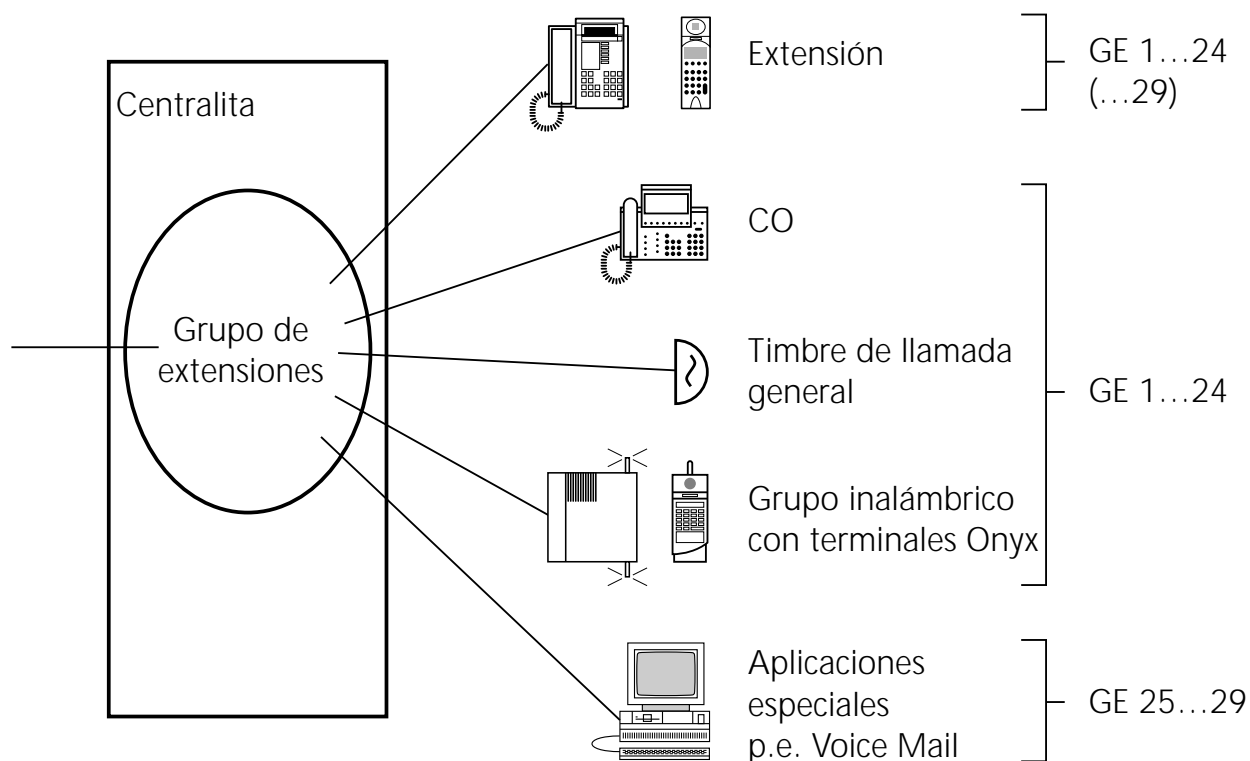 Centralita
Grupo de
extensiones
Extensión
GE 1...24
(...29)
CO
Timbre de llamada
general
GE 1...24
Grupo inalámbrico
con terminales Onyx
Aplicaciones
especiales
p.e. Voice Mail
GE 25...29